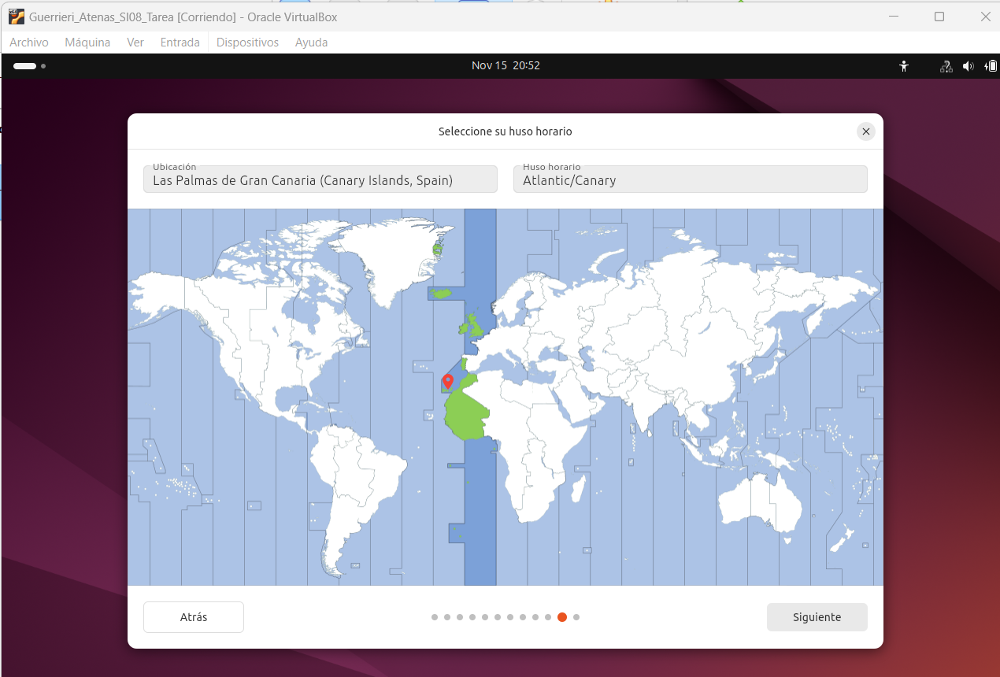 Guerrieri_Atenas_SI08_Tarea [Corriendo] - Oracle VirtualBox
Archivo Máquina Ver Entrada Dispositivos Ayuda
Nov 15 20:52
Seleccione su huso horario
Ubicación
Las Palmas de Gran Canaria (Canary Islands, Spain)
Huso horario
Atlantic/Canary
Atrás
Siguiente